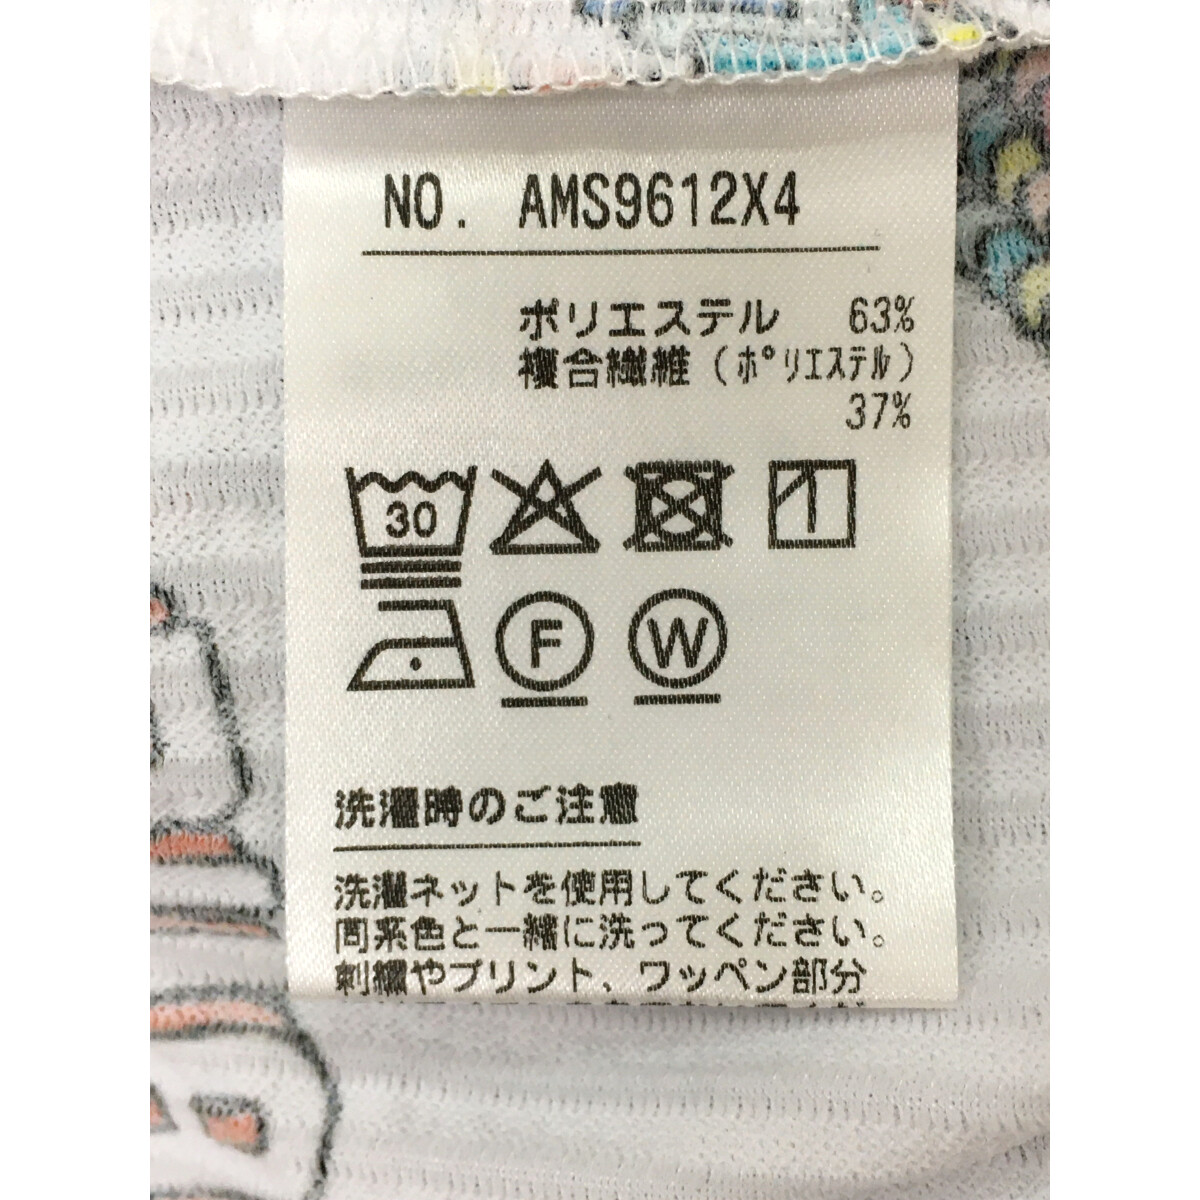 NO. AMS9612X4
ポリエステル 63%
複合繊維(ポリエステル)
37%
30
F W
洗濯時のご注意
洗濯ネットを使用してください。
同系色と一緒に洗ってください。
刺繍やプリント、ワッペン部分